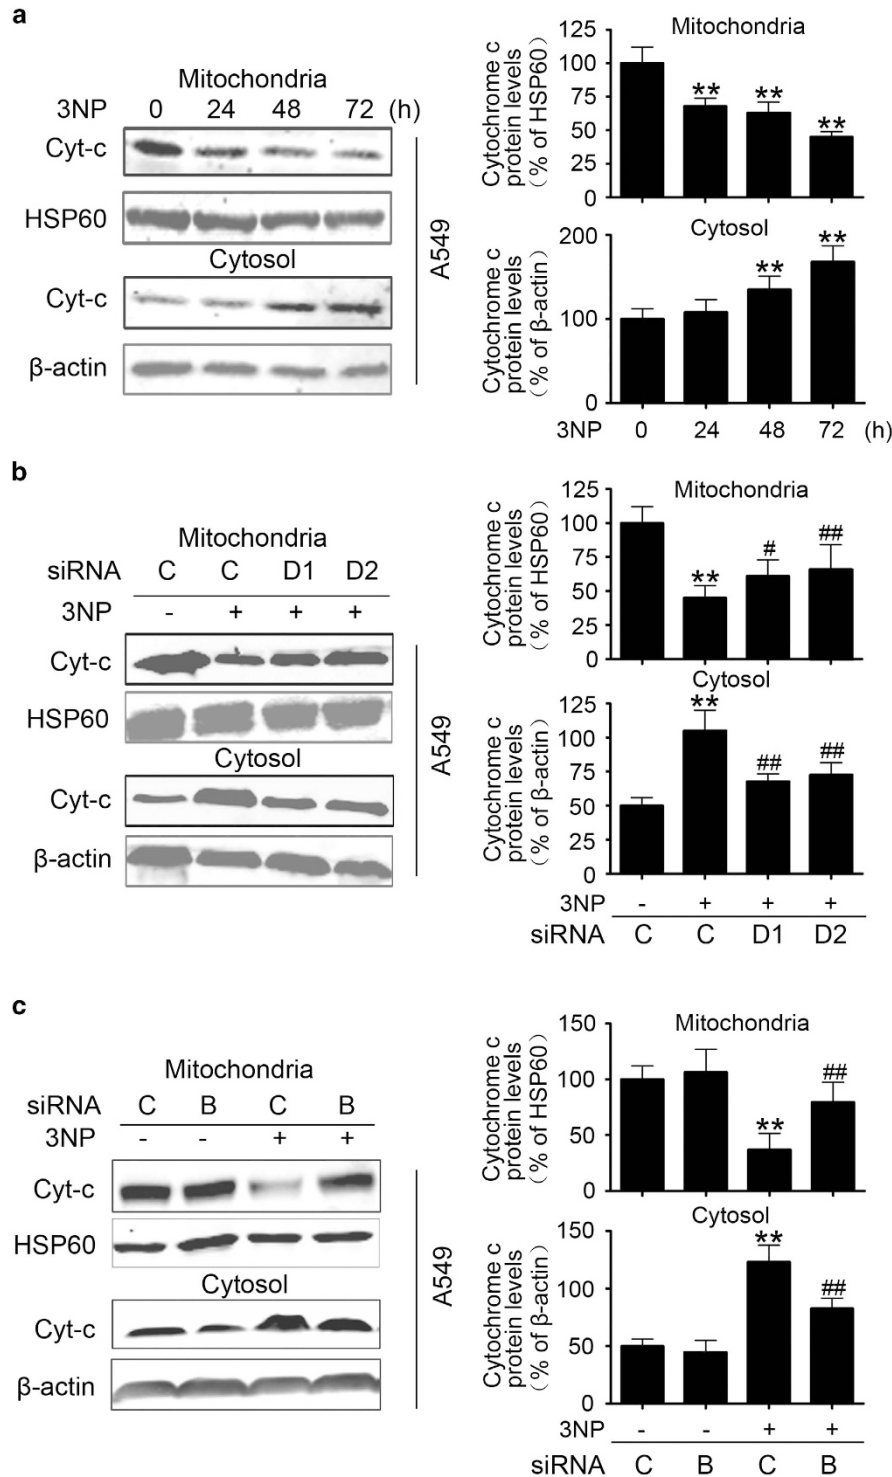 a
Mitochondria
3NP 0 24 48 72 (h)
Cyt-c
HSP60
Cytosol
Cyt-c
β-actin
A549
Mitochondria
Cytochrome c
protein levels
(% of HSP60)
125
100
75
50
25
0
** ** **
Cytosol
Cytochrome c
protein levels
(% of β-actin)
200
100
0
** **
3NP 0 24 48 72 (h)
b
Mitochondria
siRNA C C D1 D2
3NP - + + +
Cyt-c
HSP60
Cytosol
Cyt-c
β-actin
A549
Mitochondria
Cytochrome c
protein levels
(% of HSP60)
125
100
75
50
25
0
** # ##
Cytosol
Cytochrome c
protein levels
(% of β-actin)
125
100
75
50
25
0
** ## ##
3NP - + + +
siRNA C C D1 D2
c
Mitochondria
siRNA C B C B
3NP - - + +
Cyt-c
HSP60
Cytosol
Cyt-c
β-actin
A549
Mitochondria
Cytochrome c
protein levels
(% of HSP60)
150
100
50
0
** ##
Cytosol
Cytochrome c
protein levels
(% of β-actin)
150
100
50
0
** ##
3NP - - + +
siRNA C B C B